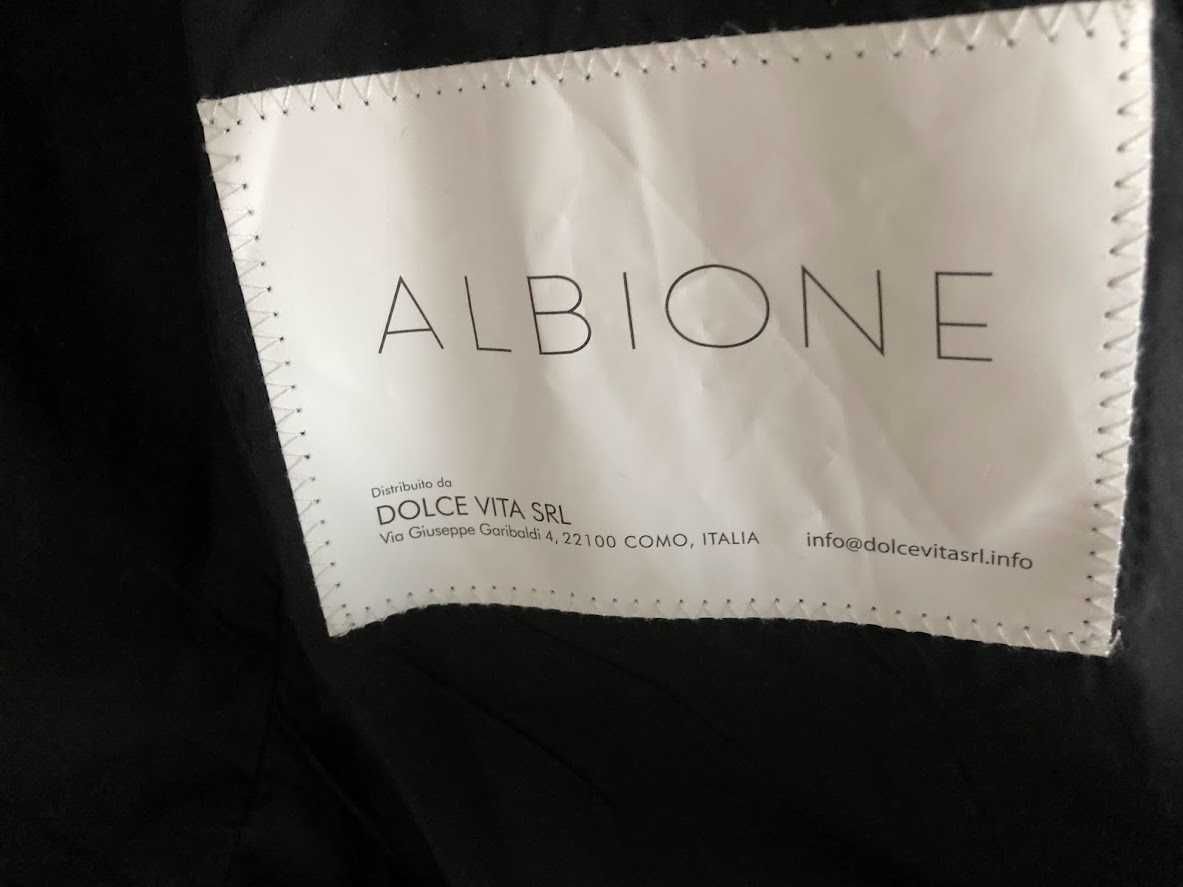 ALBIONE
Distribuito da
DOLCE VITA SRL
Via Giuseppe Garibaldi 4, 22100 COMO, ITALIA
info@dolcevitasrl.info